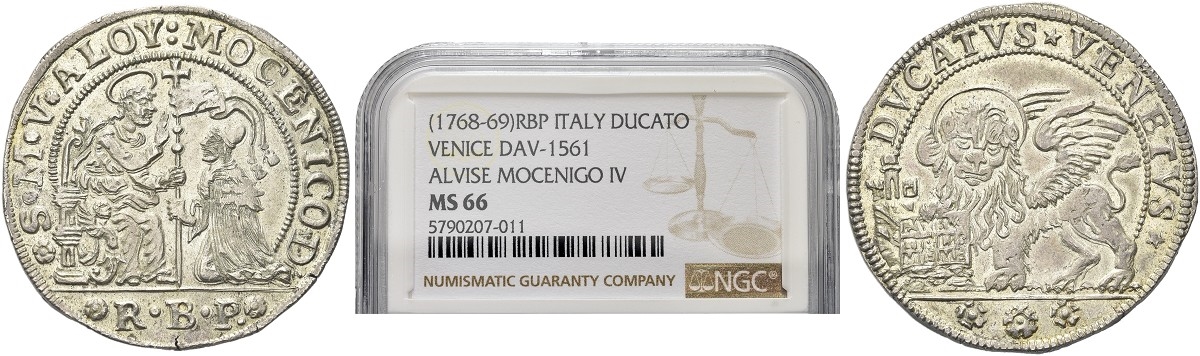 S·M·V·ALOY:MOCENICO·D
R·B·P·
(1768-69)RBP ITALY DUCATO
VENICE DAV-1561
ALVISE MOCENIGO IV
MS 66
5790207-011
NUMISMATIC GUARANTY COMPANY NGC®
DVCATVS VENETVS